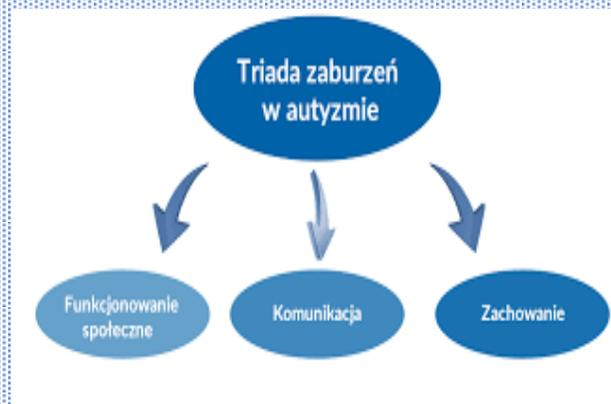 Triada zaburzeń
w autyzmie
Funkcjonowanie
społeczne
Komunikacja
Zachowanie